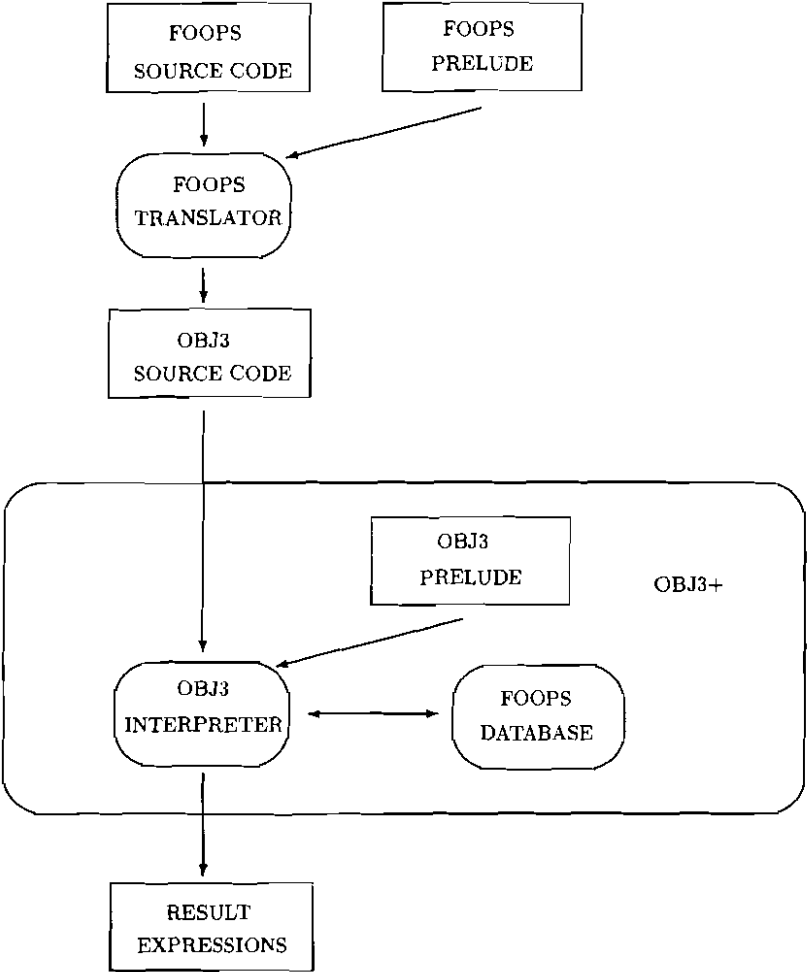 FOOPS
SOURCE CODE
FOOPS
PRELUDE
FOOPS
TRANSLATOR
OBJ3
SOURCE CODE
OBJ3
PRELUDE
OBJ3+
OBJ3
INTERPRETER
FOOPS
DATABASE
RESULT
EXPRESSIONS